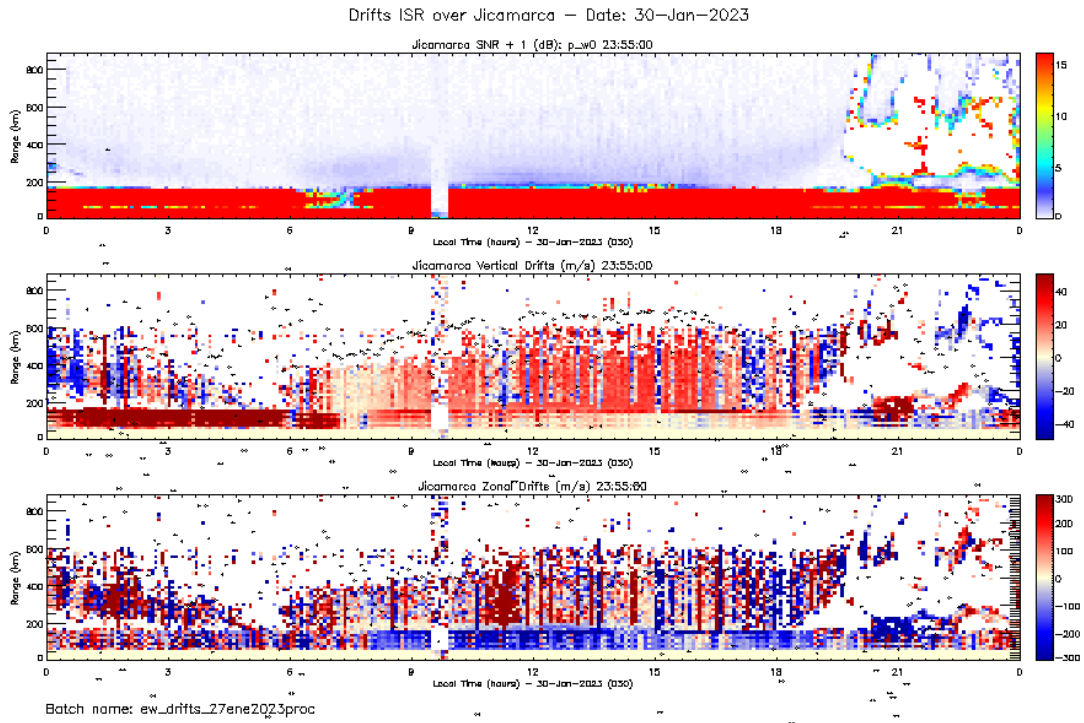 Drifts ISR over Jicamarca – Date: 30-Jan-2023
Jicamarca SNR + 1 (dB): p_w0 23:55:00
Range (km)
800
600
400
200
0
0 3 6 9 12 15 18 21 0
Local Time (hours) – 30-Jan-2023 (030)
15
10
5
0
Jicamarca Vertical Drifts (m/s) 23:55:00
Range (km)
800
600
400
200
0
0 3 6 9 12 15 18 21 0
Local Time (hours) – 30-Jan-2023 (030)
40
20
0
-20
-40
Jicamarca Zonal Drifts (m/s) 23:55:00
Range (km)
800
600
400
200
0
0 3 6 9 12 15 18 21 0
Local Time (hours) – 30-Jan-2023 (030)
300
200
100
0
-100
-200
-300
Batch name: ew_drifts_27ene2023proc